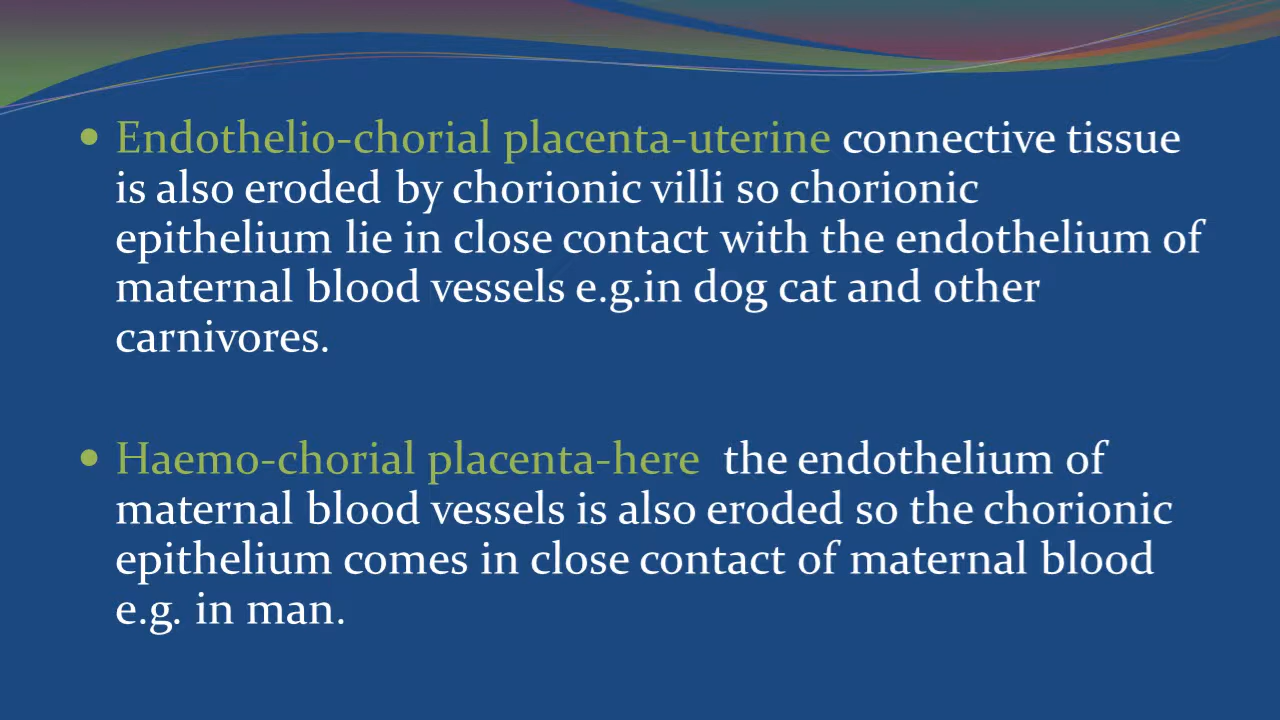 • Endothelio-chorial placenta-uterine connective tissue
is also eroded by chorionic villi so chorionic
epithelium lie in close contact with the endothelium of
maternal blood vessels e.g.in dog cat and other
carnivores.
• Haemo-chorial placenta-here the endothelium of
maternal blood vessels is also eroded so the chorionic
epithelium comes in close contact of maternal blood
e.g. in man.